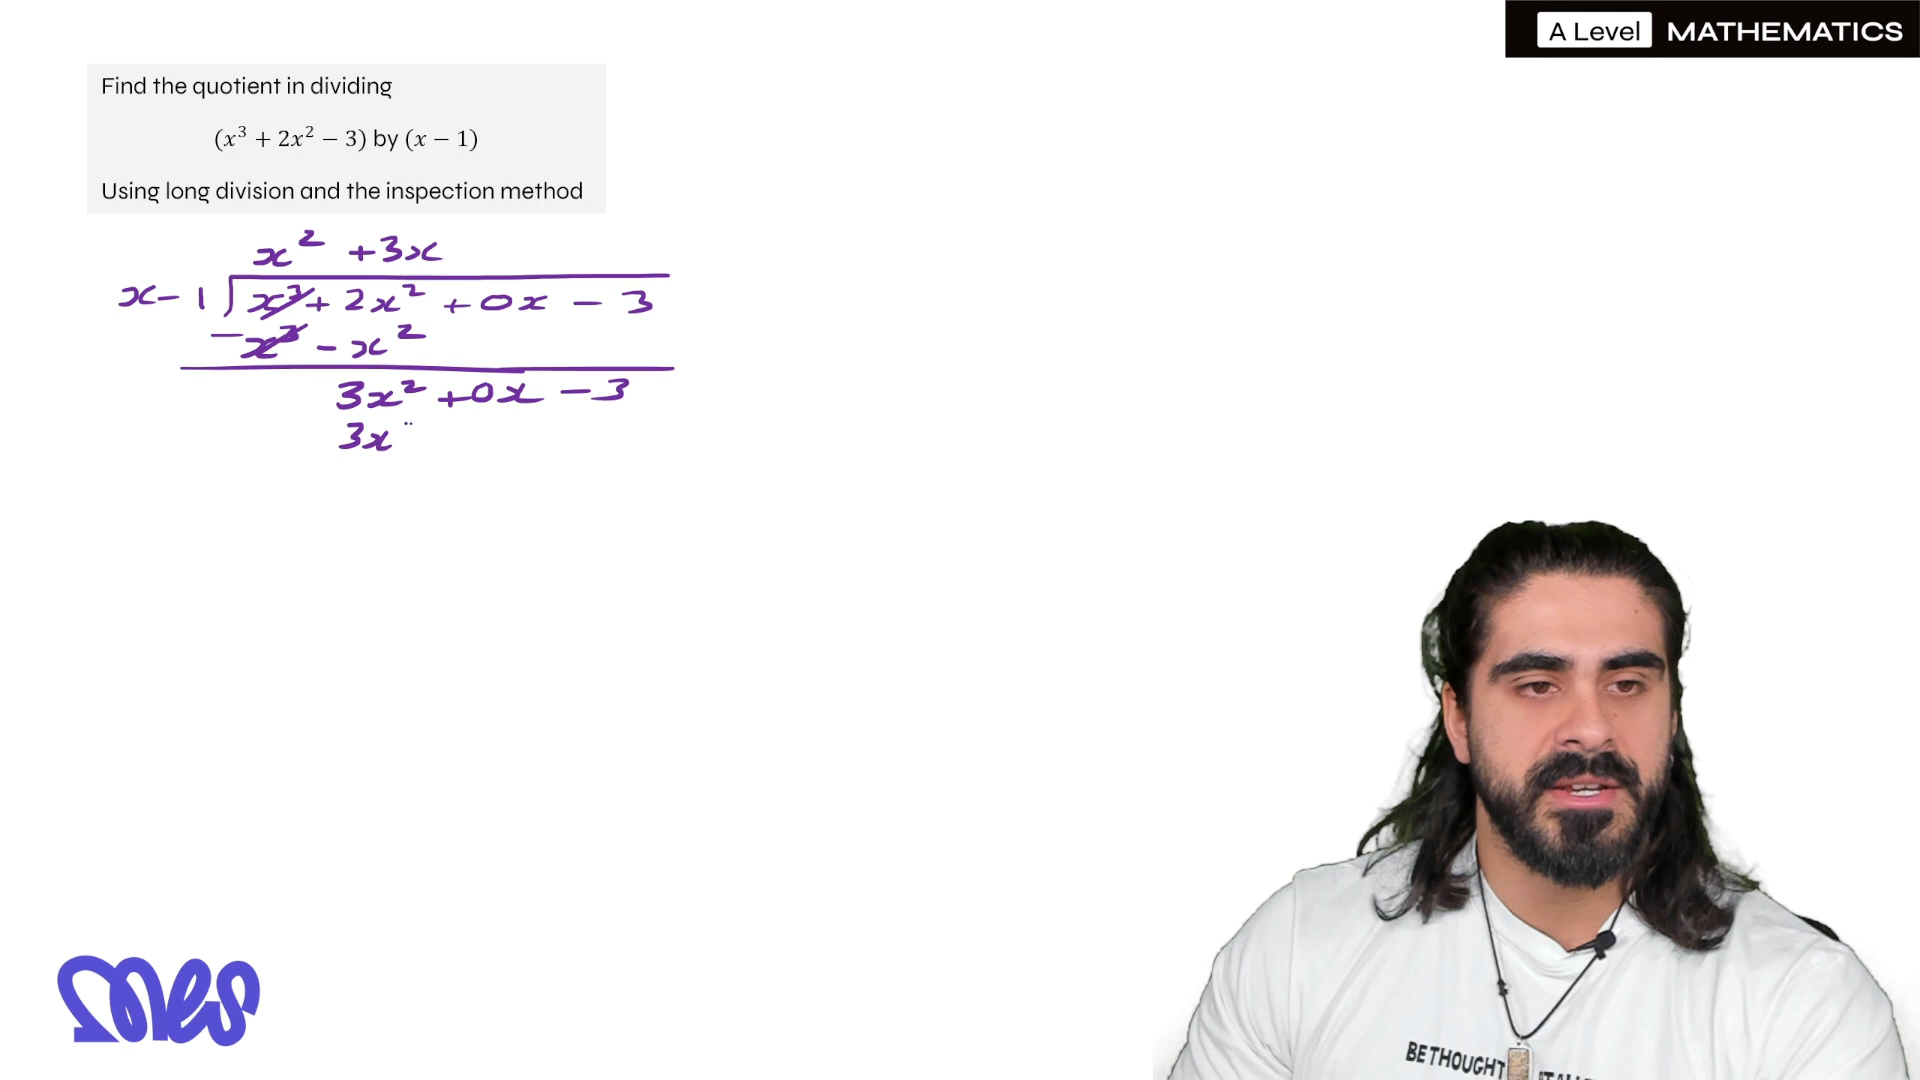 A Level MATHEMATICS
Find the quotient in dividing
(x³ + 2x² − 3) by (x − 1)
Using long division and the inspection method
x² + 3x
x − 1 x³ + 2x² + 0x − 3
− x³ − x²
3x² + 0x − 3
3x
mes
BE THOUGHT